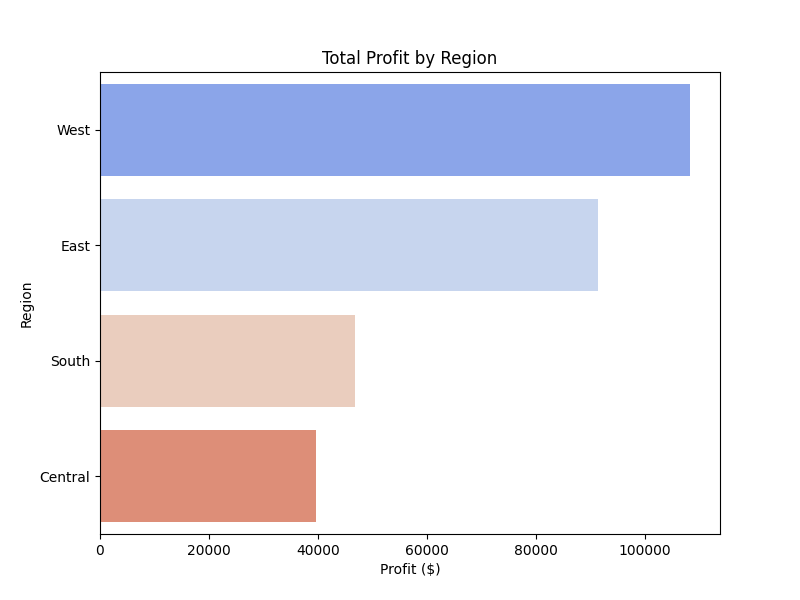 Total Profit by Region
Region
West
East
South
Central
0 20000 40000 60000 80000 100000
Profit ($)